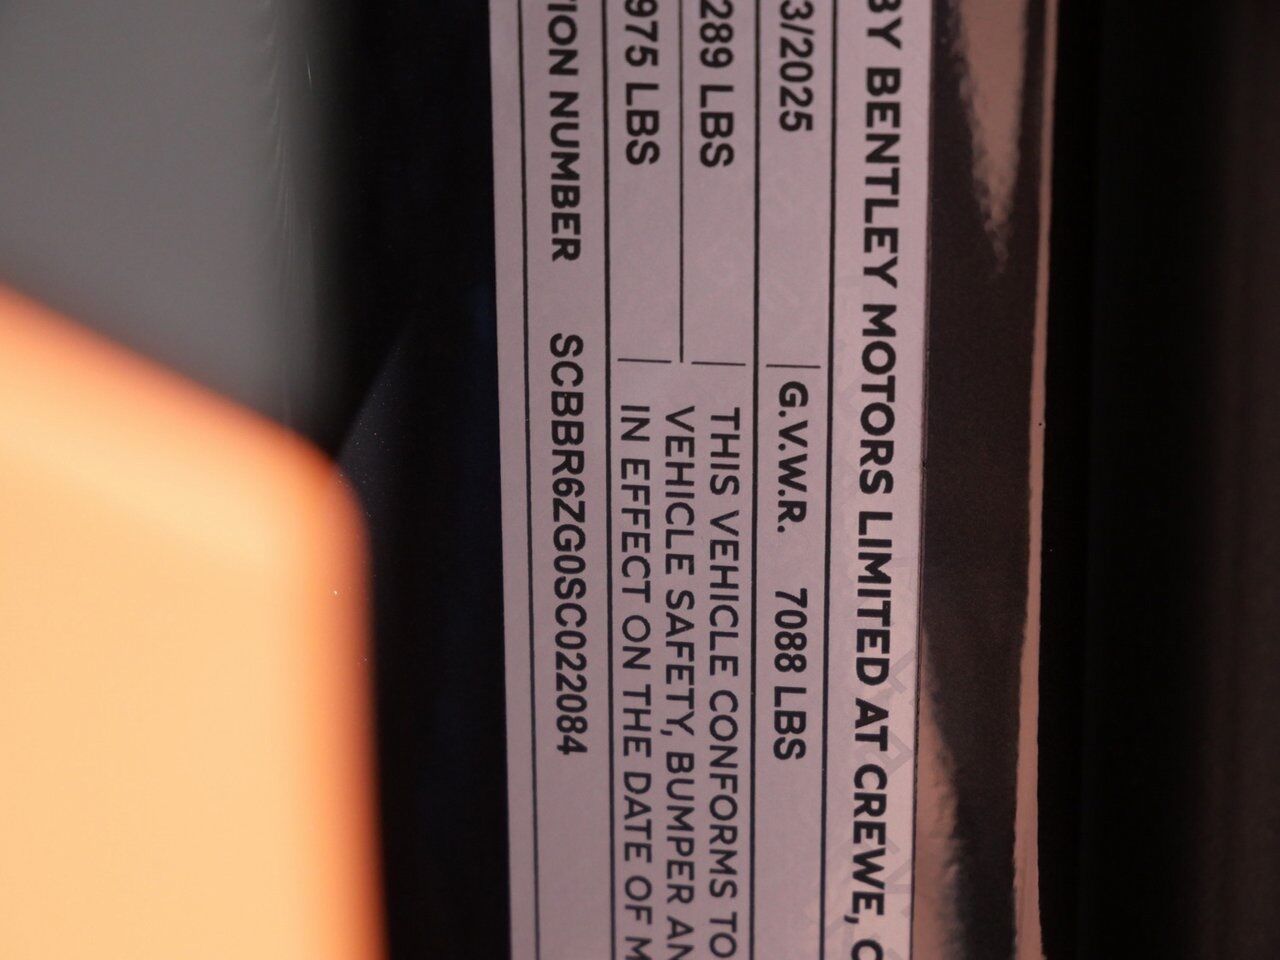 BY BENTLEY MOTORS LIMITED AT CREWE, C
3/2025 G.V.W.R. 7088 LBS
289 LBS THIS VEHICLE CONFORMS TO
VEHICLE SAFETY, BUMPER AN
975 LBS IN EFFECT ON THE DATE OF M
TION NUMBER SCBBR6ZG0SC022084